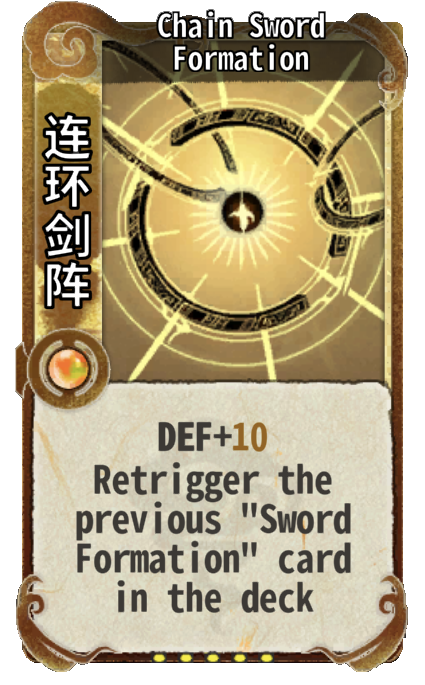 Chain Sword
Formation
连环剑阵
DEF+10
Retrigger the
previous "Sword
Formation" card
in the deck